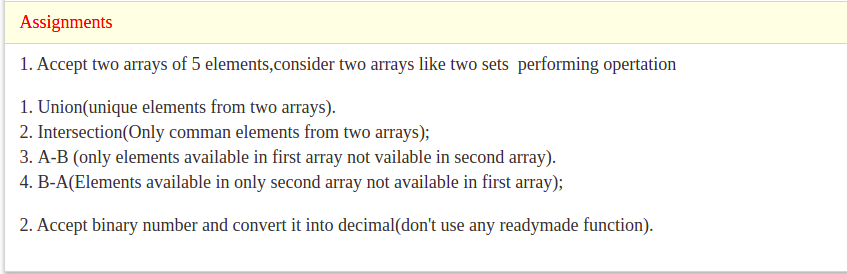 Assignments
1. Accept two arrays of 5 elements,consider two arrays like two sets  performing opertation
1. Union(unique elements from two arrays).
2. Intersection(Only comman elements from two arrays);
3. A-B (only elements available in first array not vailable in second array).
4. B-A(Elements available in only second array not available in first array);
2. Accept binary number and convert it into decimal(don't use any readymade function).